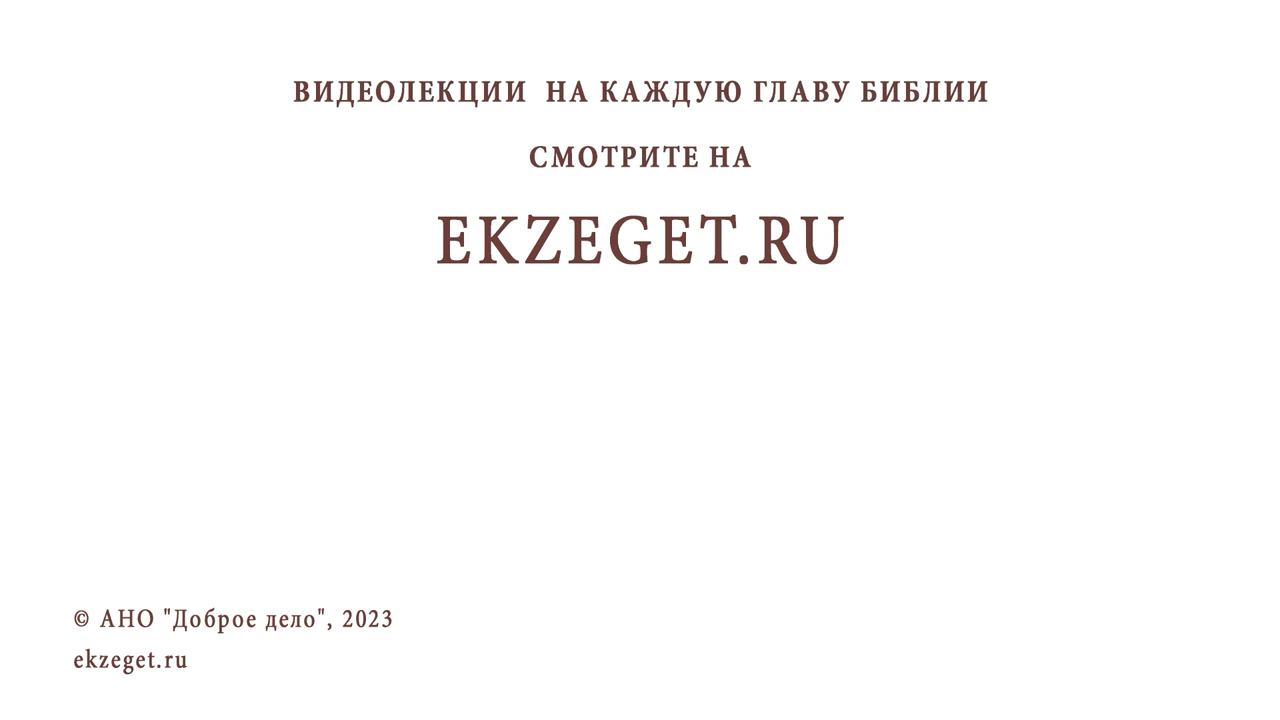 ВИДЕОЛЕКЦИИ НА КАЖДУЮ ГЛАВУ БИБЛИИ
СМОТРИТЕ НА
EKZEGET.RU
© АНО "Доброе дело", 2023
ekzeget.ru